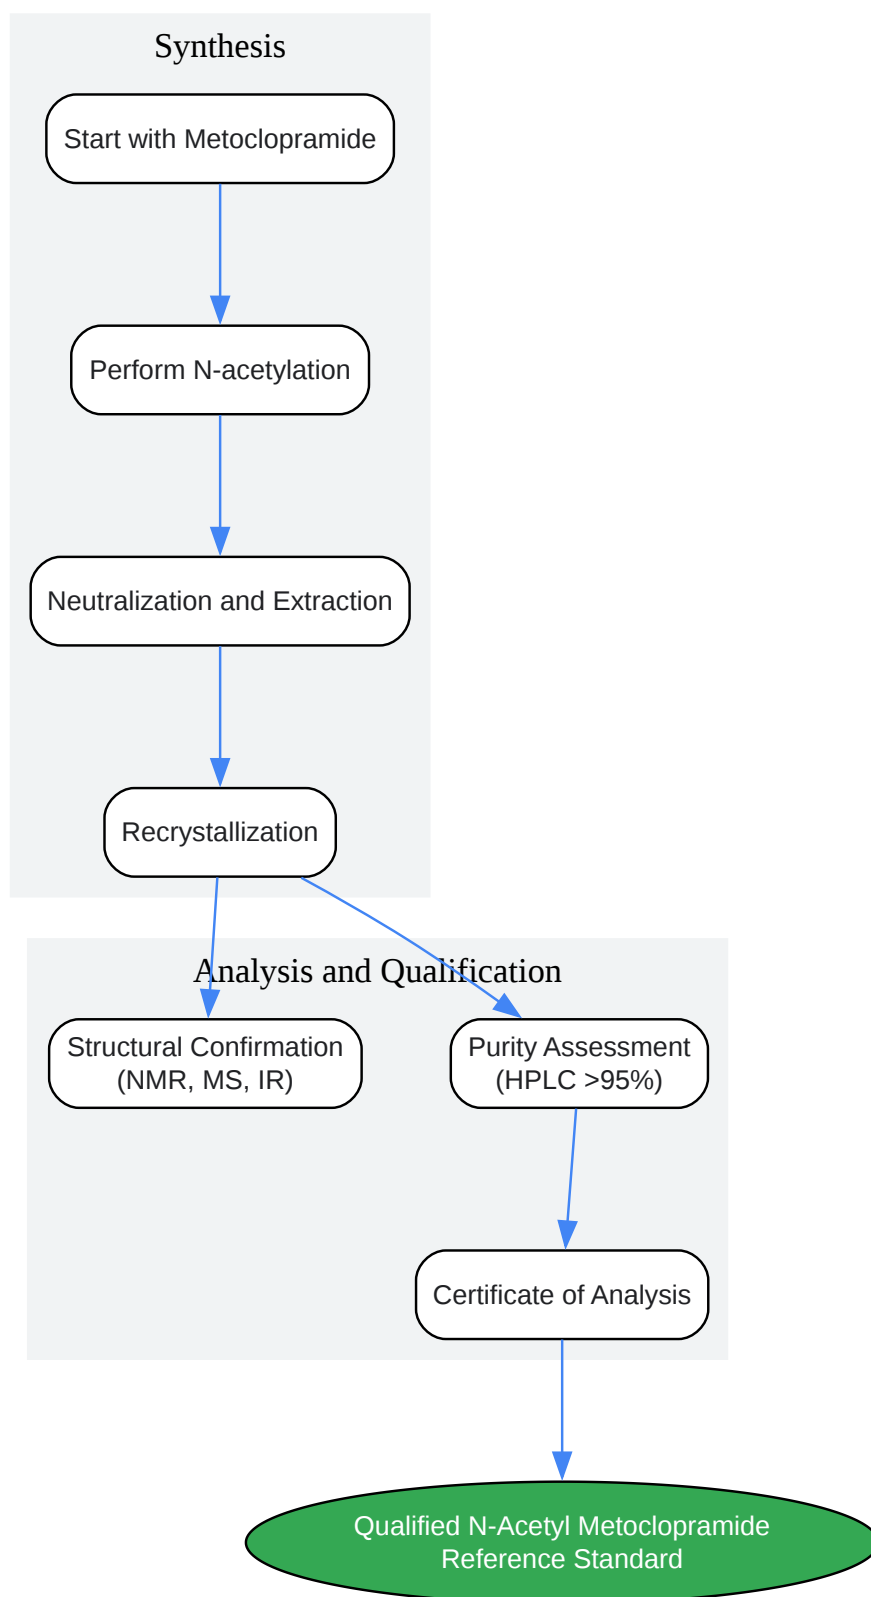 Synthesis
Start with Metoclopramide
Perform N-acetylation
Neutralization and Extraction
Recrystallization
Analysis and Qualification
Structural Confirmation
(NMR, MS, IR)
Purity Assessment
(HPLC >95%)
Certificate of Analysis
Qualified N-Acetyl Metoclopramide
Reference Standard